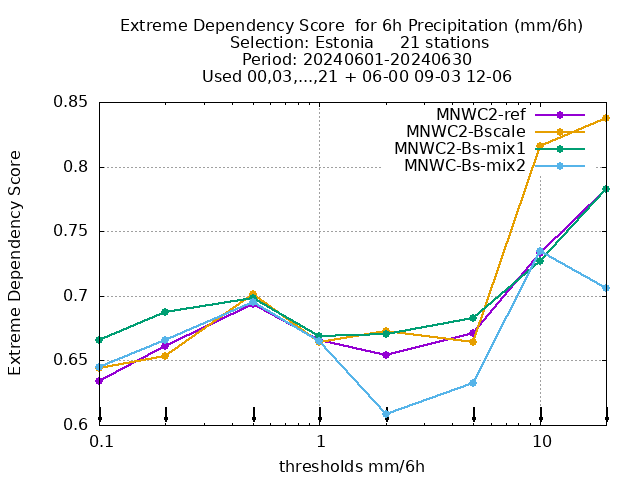 Extreme Dependency Score  for 6h Precipitation (mm/6h)
Selection: Estonia     21 stations
Period: 20240601-20240630
Used 00,03,...,21 + 06-00 09-03 12-06
MNWC2-ref
MNWC2-Bscale
MNWC2-Bs-mix1
MNWC-Bs-mix2
Extreme Dependency Score
0.85
0.8
0.75
0.7
0.65
0.6
0.1 1 10
thresholds mm/6h